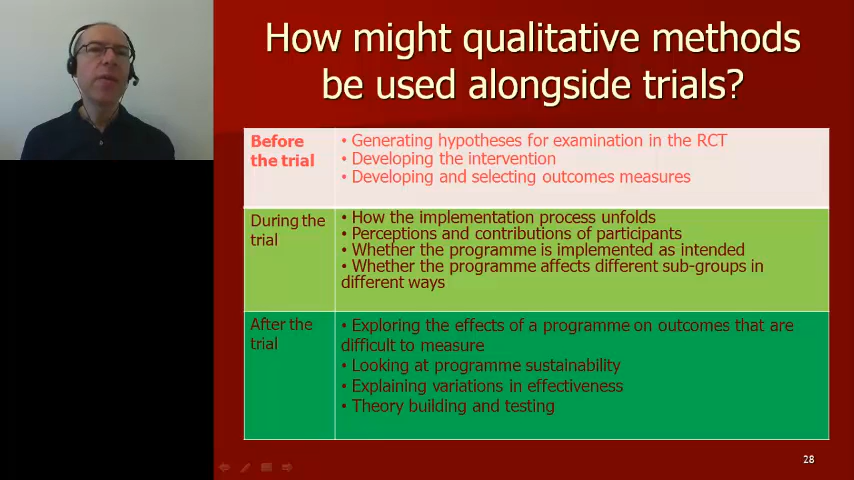 How might qualitative methods
be used alongside trials?
Before
the trial
• Generating hypotheses for examination in the RCT
• Developing the intervention
• Developing and selecting outcomes measures
During the
trial
• How the implementation process unfolds
• Perceptions and contributions of participants
• Whether the programme is implemented as intended
• Whether the programme affects different sub-groups in
different ways
After the
trial
• Exploring the effects of a programme on outcomes that are
difficult to measure
• Looking at programme sustainability
• Explaining variations in effectiveness
• Theory building and testing
28